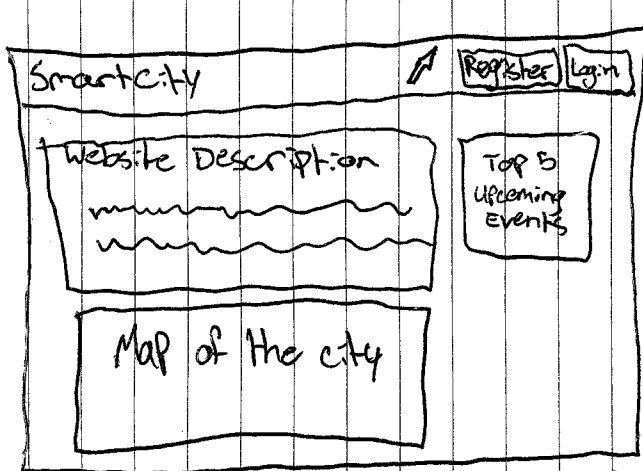 SmartCity
Register
Login
Website Description
Top 5
Upcoming
Events
Map of the city